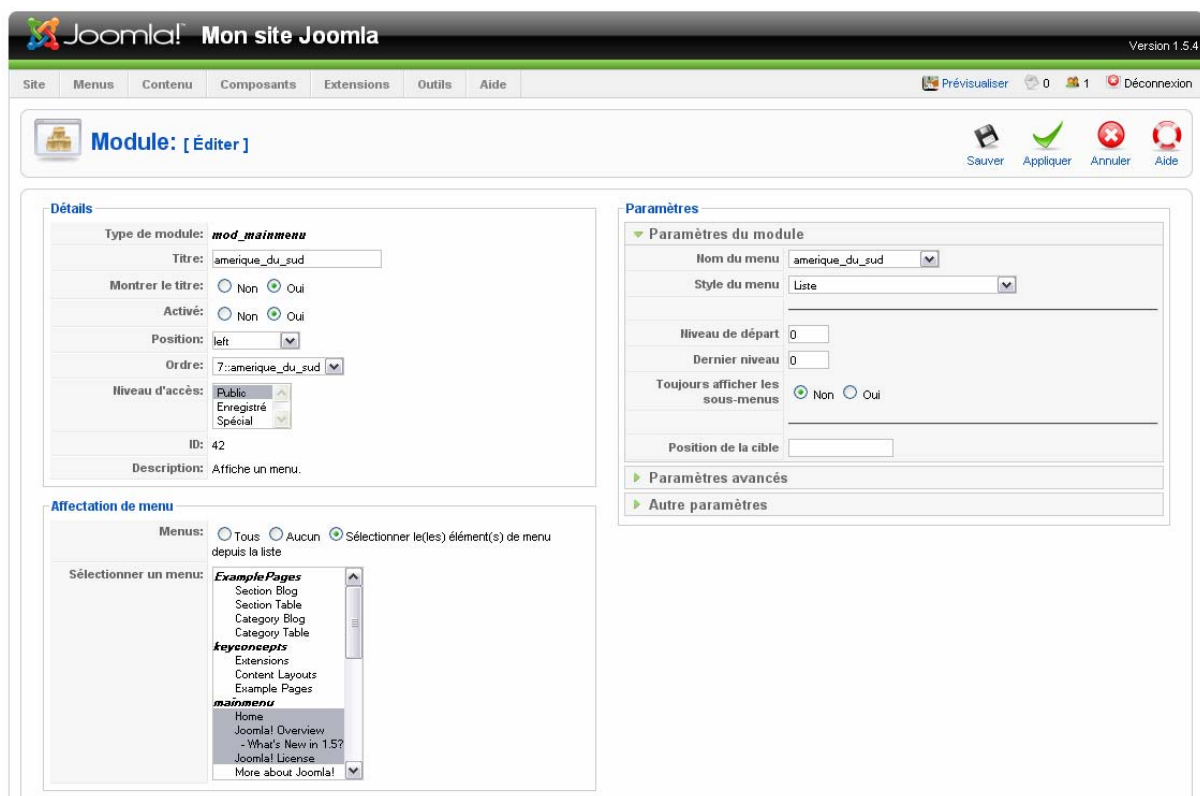 Joomla! Mon site Joomla
Version 1.5.4
Site Menus Contenu Composants Extensions Outils Aide Prévisualiser 0 1 Déconnexion
Module: [ Éditer ]
Sauver Appliquer Annuler Aide
Détails
Type de module: mod_mainmenu
Titre: amerique_du_sud
Montrer le titre: Non Oui
Activé: Non Oui
Position: left
Ordre: 7::amerique_du_sud
Niveau d'accès: Public
Enregistré
Spécial
ID: 42
Description: Affiche un menu.
Affectation de menu
Menus: Tous Aucun Sélectionner le(les) élément(s) de menu
depuis la liste
Sélectionner un menu: ExamplePages
Section Blog
Section Table
Category Blog
Category Table
keyconcepts
Extensions
Content Layouts
Example Pages
mainmenu
Home
Joomla! Overview
- What's New in 1.5?
Joomla! License
More about Joomla!
Paramètres
Paramètres du module
Nom du menu amerique_du_sud
Style du menu Liste
Niveau de départ 0
Dernier niveau 0
Toujours afficher les
sous-menus Non Oui
Position de la cible
Paramètres avancés
Autre paramètres